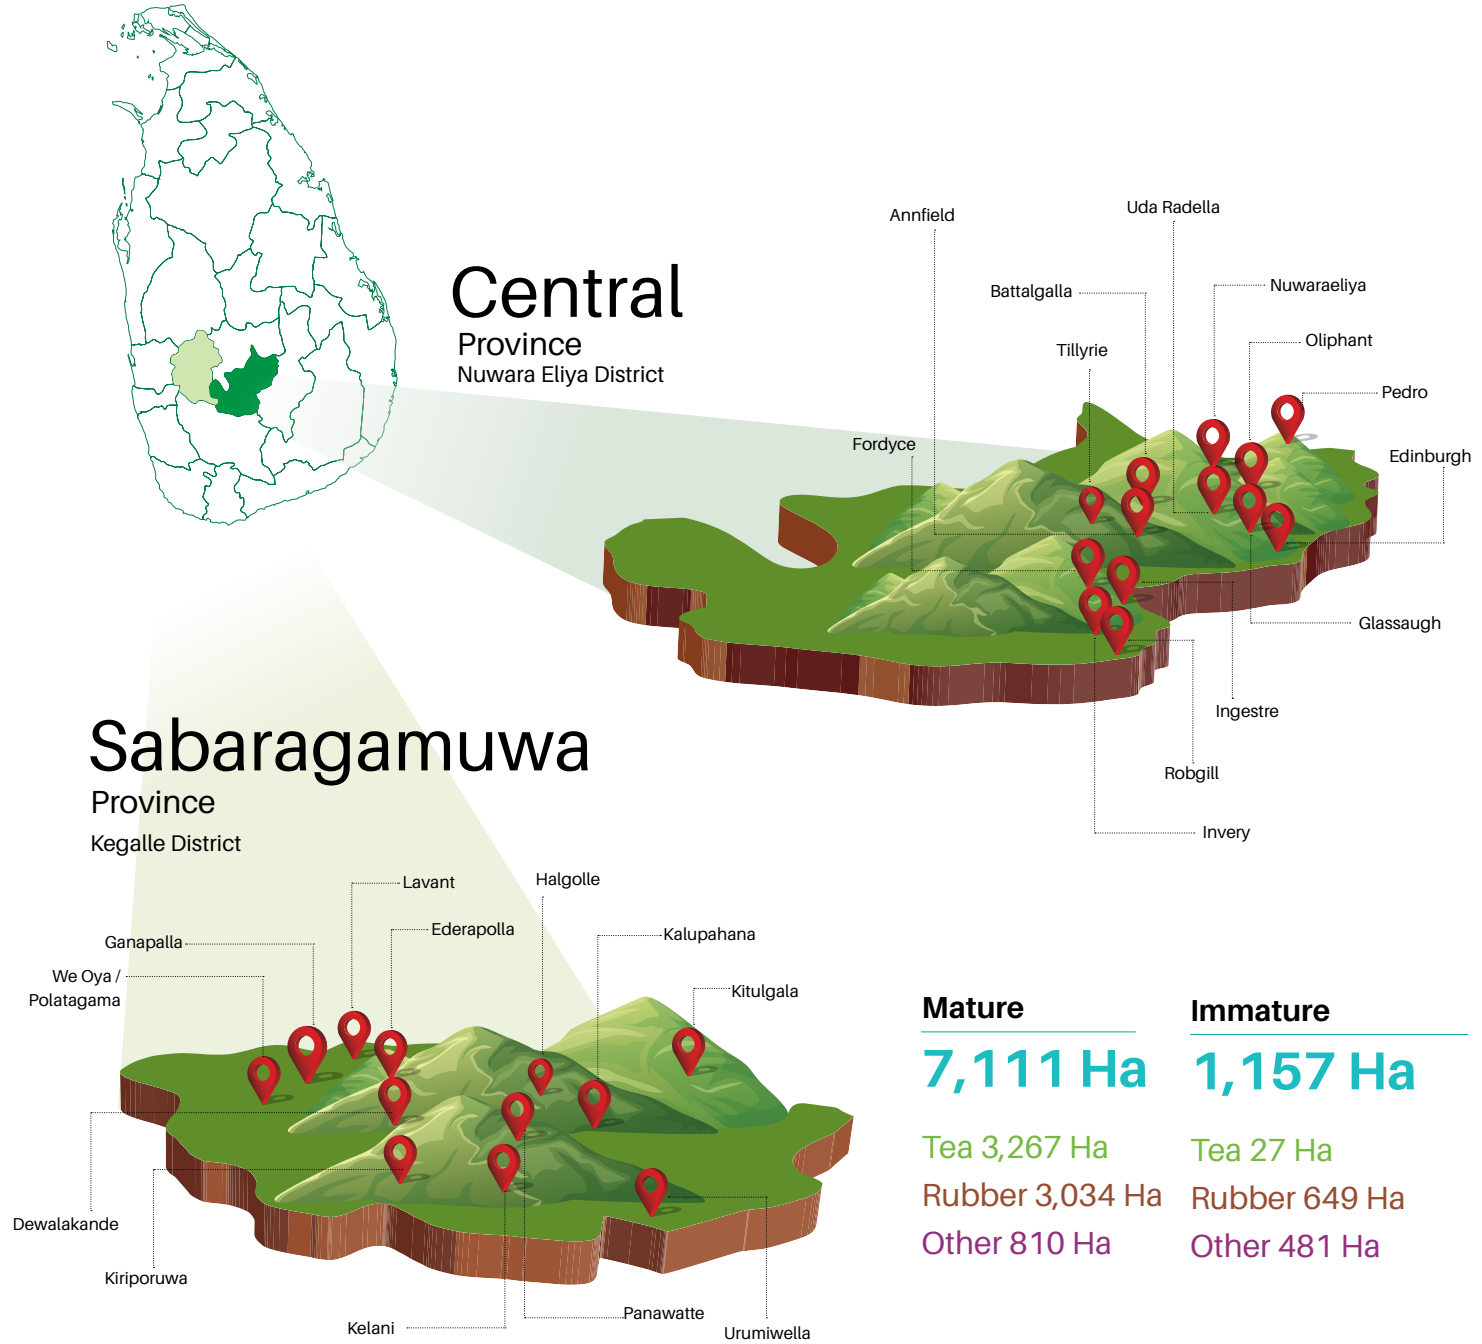 Central
Province
Nuwara Eliya District
Annfield
Uda Radella
Battalgalla
Nuwaraeliya
Tillyrie
Oliphant
Pedro
Fordyce
Edinburgh
Glassaugh
Ingestre
Robgill
Invery
Sabaragamuwa
Province
Kegalle District
Lavant
Halgolle
Ederapolla
Ganapalla
Kalupahana
We Oya /
Polatagama
Kitulgala
Dewalakande
Kiriporuwa
Kelani
Panawatte
Urumiwella
Mature
7,111 Ha
Tea 3,267 Ha
Rubber 3,034 Ha
Other 810 Ha
Immature
1,157 Ha
Tea 27 Ha
Rubber 649 Ha
Other 481 Ha